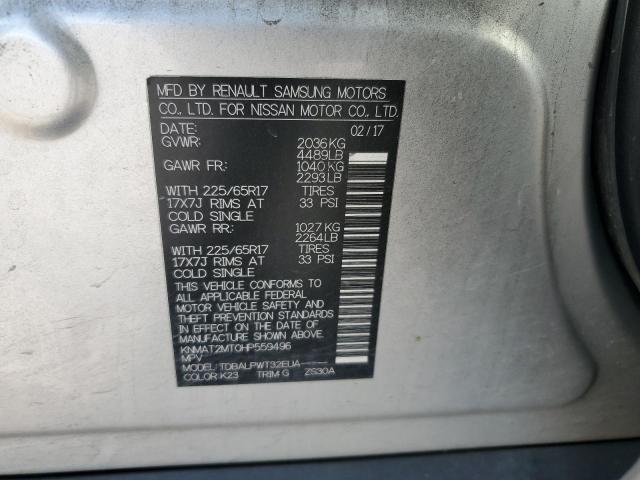 MFD BY RENAULT SAMSUNG MOTORS
CO., LTD. FOR NISSAN MOTOR CO., LTD.
DATE: 02/17
GVWR: 2036KG
4489LB
GAWR FR: 1040KG
2293LB
WITH 225/65R17 TIRES
17X7J RIMS AT 33 PSI
COLD SINGLE
GAWR RR: 1027KG
2264LB
WITH 225/65R17 TIRES
17X7J RIMS AT 33 PSI
COLD SINGLE
THIS VEHICLE CONFORMS TO
ALL APPLICABLE FEDERAL
MOTOR VEHICLE SAFETY AND
THEFT PREVENTION STANDARDS
IN EFFECT ON THE DATE OF
MANUFACTURE SHOWN ABOVE.
KNMAT2MT0HP559496
MPV
MODEL: TDBALPWT32EUA
COLOR: K23 TRIM: G ZS30A